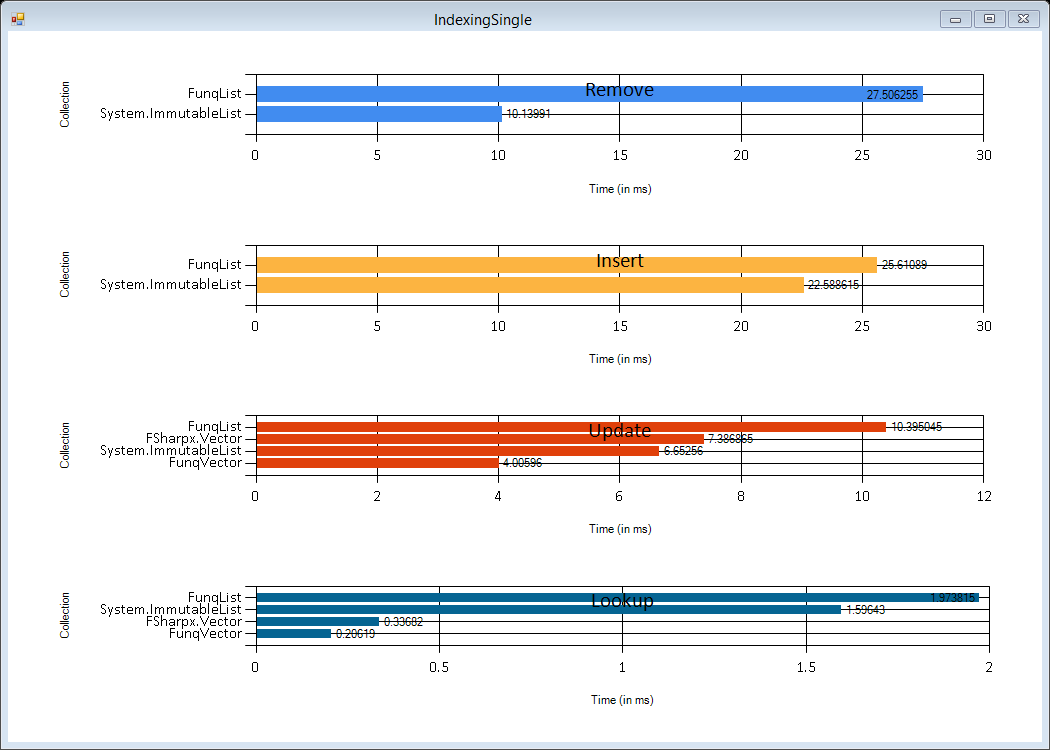 IndexingSingle
Remove
Collection
FunqList 27.506255
System.ImmutableList 10.13991
0 5 10 15 20 25 30
Time (in ms)
Insert
Collection
FunqList 25.61089
System.ImmutableList 22.588615
0 5 10 15 20 25 30
Time (in ms)
Update
Collection
FunqList 10.395045
FSharpx.Vector 7.386865
System.ImmutableList 6.65256
FunqVector 4.00596
0 2 4 6 8 10 12
Time (in ms)
Lookup
Collection
FunqList 1.973815
System.ImmutableList 1.59643
FSharpx.Vector 0.33682
FunqVector 0.20619
0 0.5 1 1.5 2
Time (in ms)